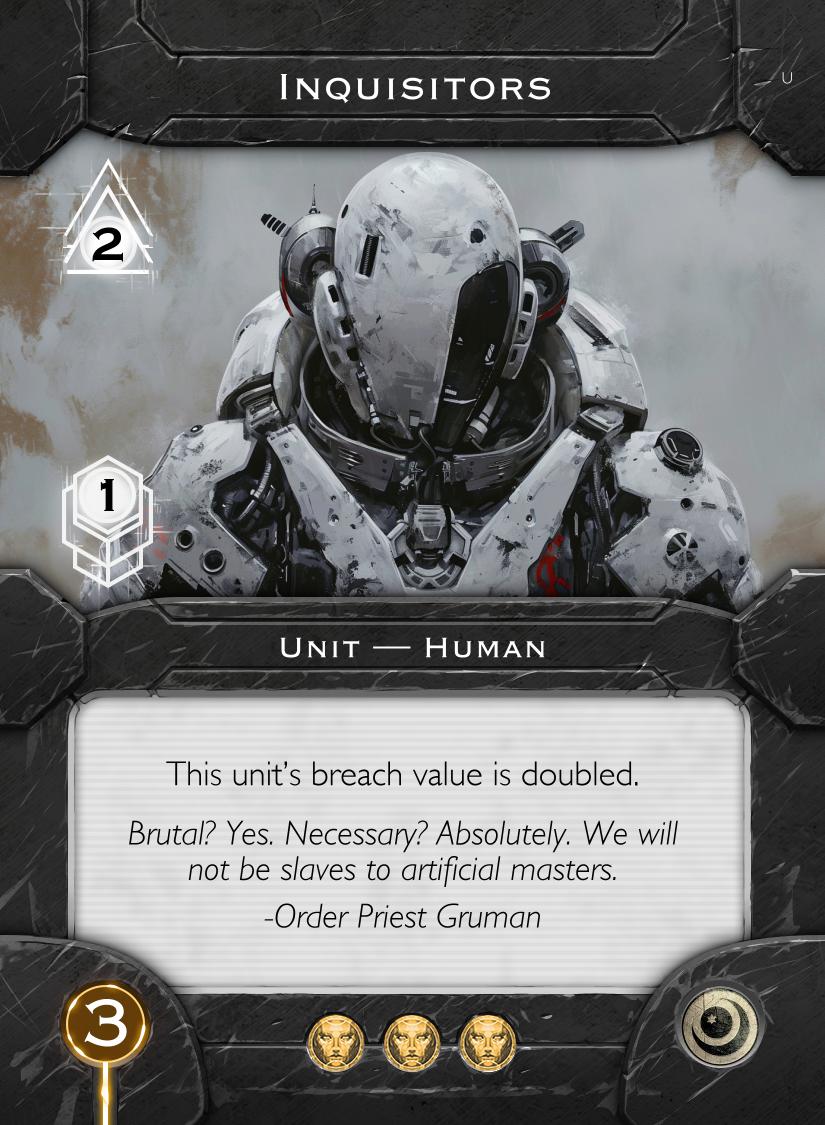 Inquisitors
U
2
1
Unit — Human
This unit’s breach value is doubled.
Brutal? Yes. Necessary? Absolutely. We will
not be slaves to artificial masters.
-Order Priest Gruman
3